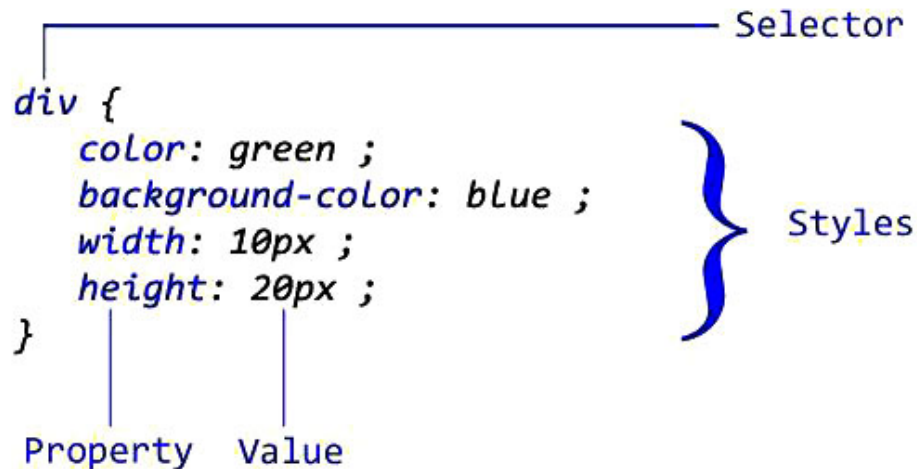 Selector
div {
color: green ;
background-color: blue ;
width: 10px ;
height: 20px ;
}
Styles
Property Value